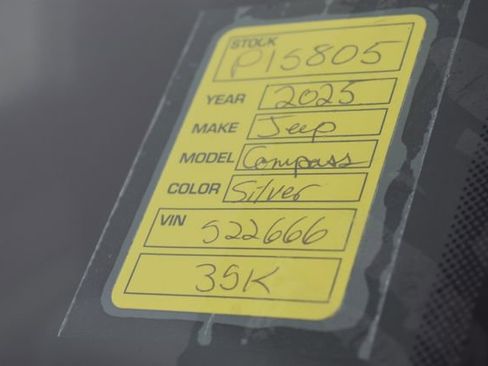 STOCK
P15805
YEAR 2025
MAKE Jeep
MODEL Compass
COLOR Silver
VIN 522666
35K